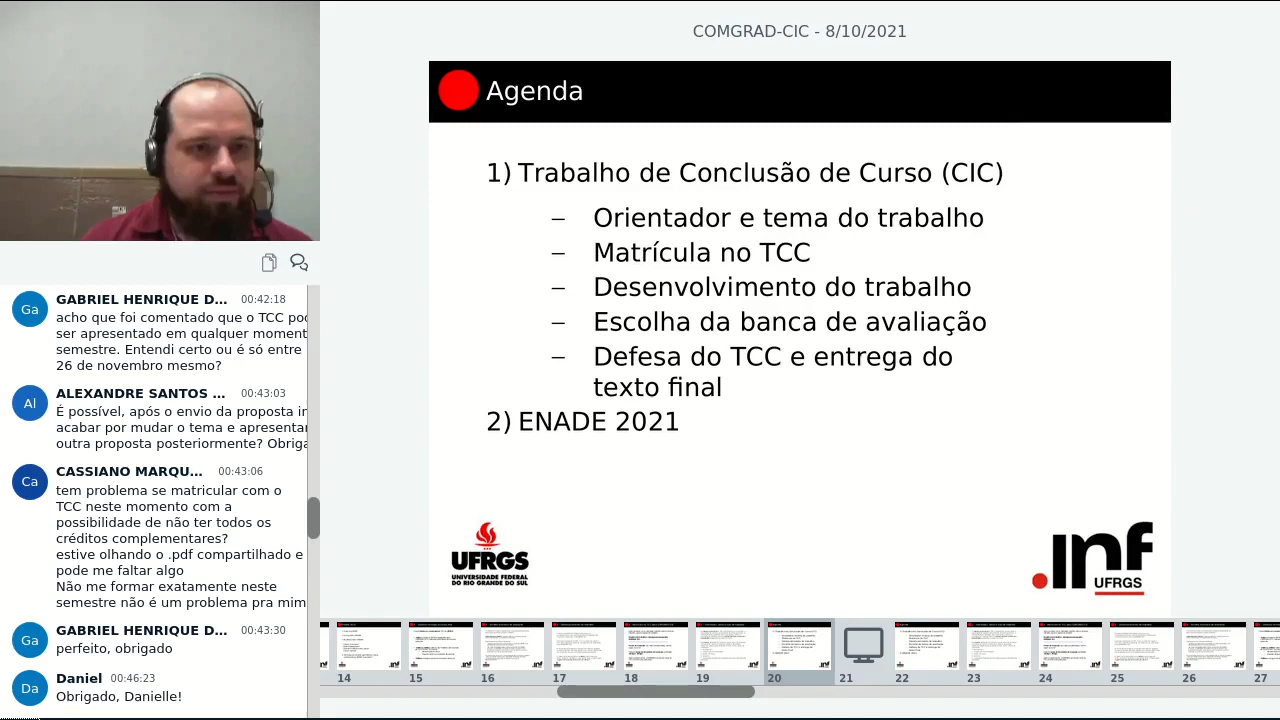 COMGRAD-CIC - 8/10/2021
Agenda
1) Trabalho de Conclusão de Curso (CIC)
– Orientador e tema do trabalho
– Matrícula no TCC
– Desenvolvimento do trabalho
– Escolha da banca de avaliação
– Defesa do TCC e entrega do
texto final
2) ENADE 2021
UFRGS
UNIVERSIDADE FEDERAL
DO RIO GRANDE DO SUL
.inf
UFRGS
Ga
GABRIEL HENRIQUE D... 00:42:18
acho que foi comentado que o TCC
ser apresentado em qualquer
semestre. Entendi certo ou é só entre
26 de novembro mesmo?
Al
ALEXANDRE SANTOS ... 00:43:03
É possível, após o envio da proposta
acabar por mudar o tema e
outra proposta posteriormente?
Ca
CASSIANO MARQU... 00:43:06
tem problema se matricular com o
TCC neste momento com a
possibilidade de não ter todos os
créditos complementares?
estive olhando o .pdf compartilhado e
pode me faltar algo
Não me formar exatamente neste
semestre não é um problema pra mim
Ga
GABRIEL HENRIQUE D...
perfeito, obrigado
Da
Daniel 00:46:23
Obrigado, Danielle!
14 15 16 17 18 19 20 21 22 23 24 25 26 27